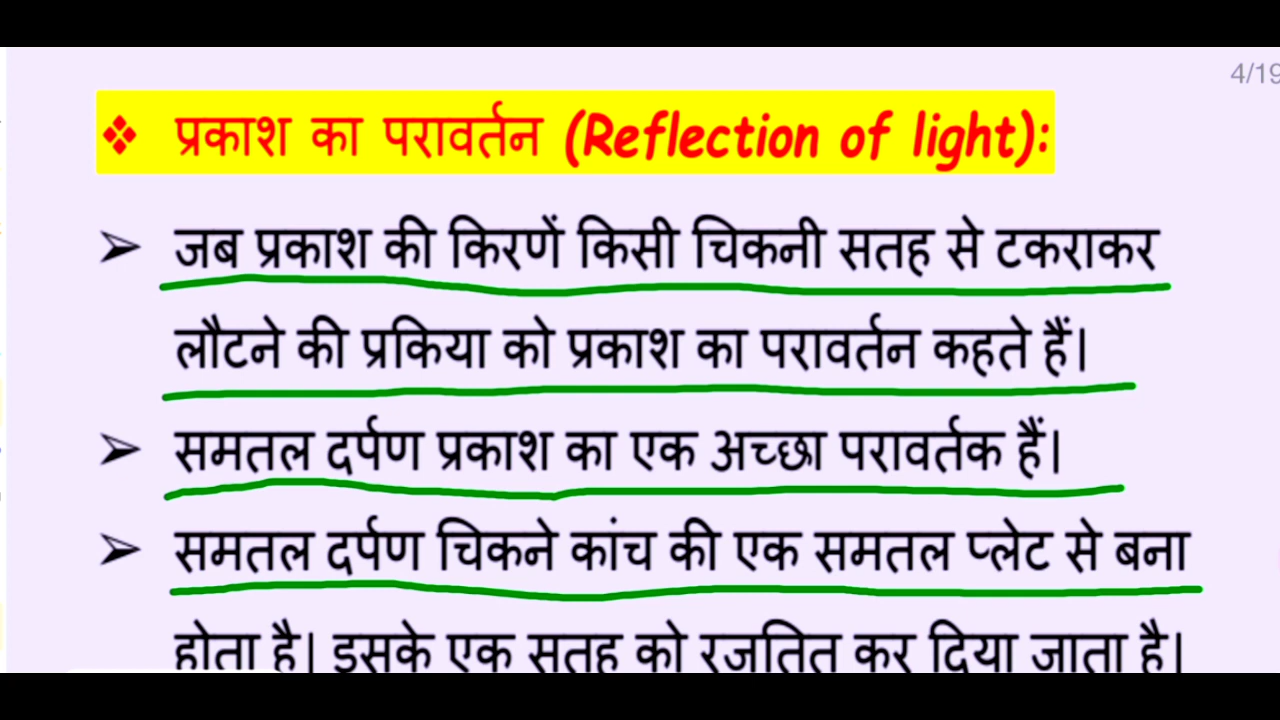 4/19
❖ प्रकाश का परावर्तन (Reflection of light):
➢ जब प्रकाश की किरणें किसी चिकनी सतह से टकराकर
लौटने की प्रकिया को प्रकाश का परावर्तन कहते हैं।
➢ समतल दर्पण प्रकाश का एक अच्छा परावर्तक हैं।
➢ समतल दर्पण चिकने कांच की एक समतल प्लेट से बना
होता है। इसके एक सतह को रजतित कर दिया जाता है।